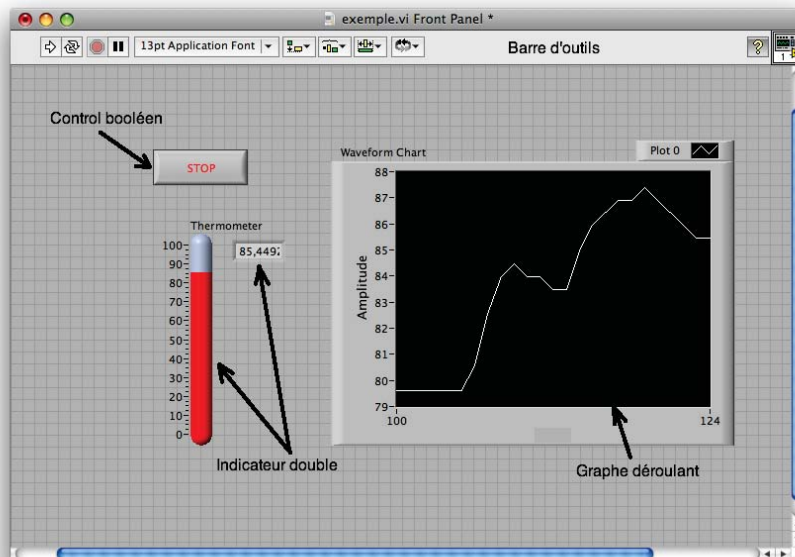 exemple.vi Front Panel *
13pt Application Font
Barre d'outils
?
1
Control booléen
STOP
Waveform Chart
Plot 0
Thermometer
85,449
100
90
80
70
60
50
40
30
20
10
0
Amplitude
88
87
86
85
84
83
82
81
80
79
100
124
Indicateur double
Graphe déroulant